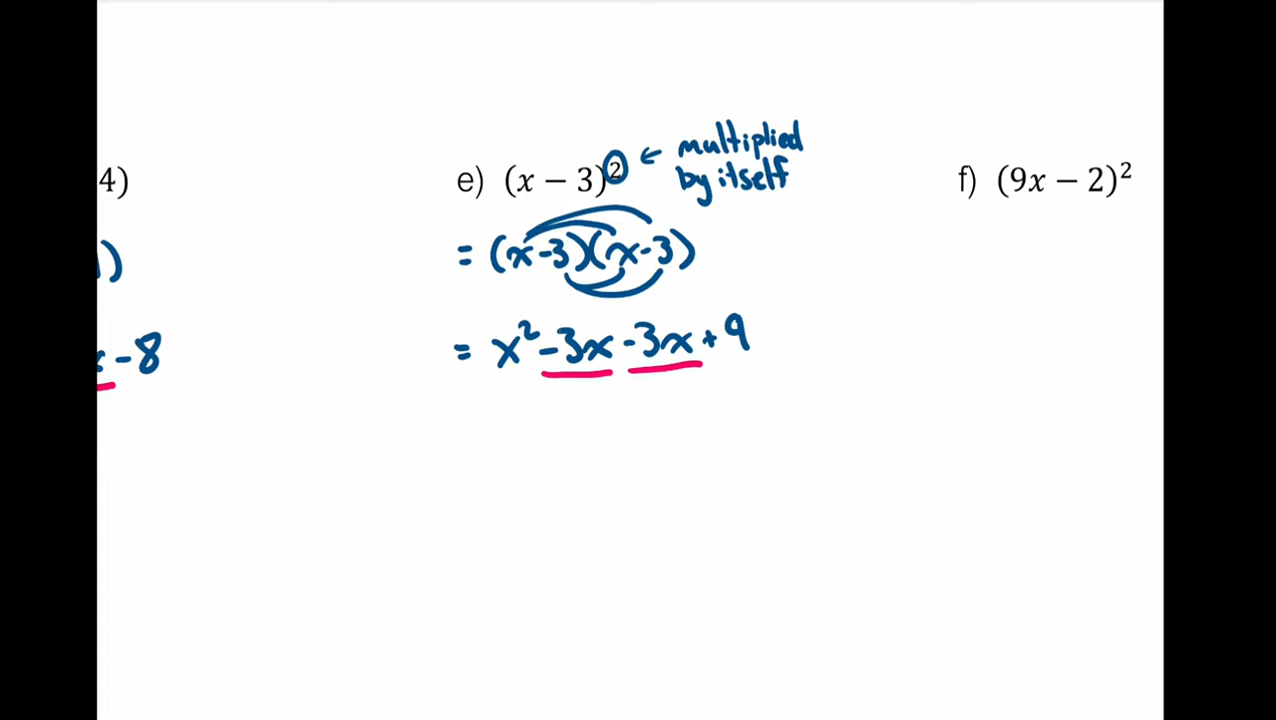 4)
)
-8
e) (x − 3)² ← multiplied
by itself
= (x-3)(x-3)
= x² -3x -3x + 9
f) (9x − 2)²